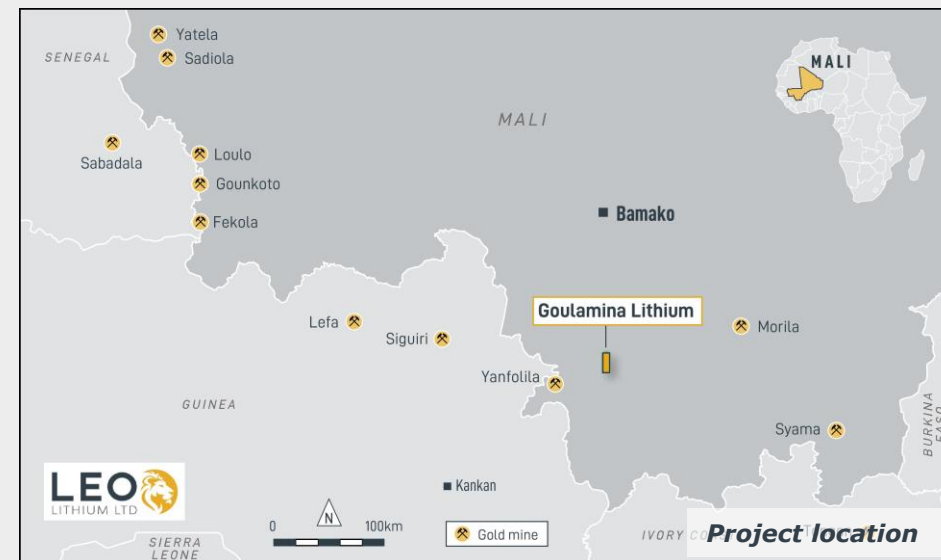 Yatela
SENEGAL
Sadiola
MALI
MALI
Sabadala
Loulo
Gounkoto
Fekola
Bamako
Goulamina Lithium
Lefa
Siguiri
Morila
Yanfolila
GUINEA
Syama
BURKINA
FASO
LEO
LITHIUM LTD
Kankan
N
0 100km
Gold mine
SIERRA
LEONE
IVORY
Project location